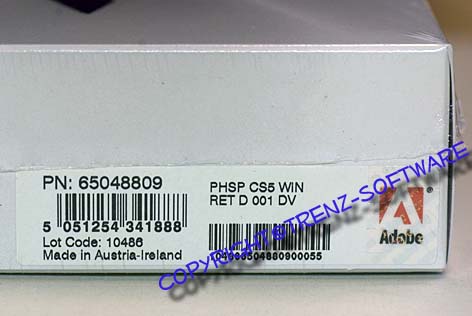 PN: 65048809
5 051254 341888
Lot Code: 10486
Made in Austria-Ireland
PHSP CS5 WIN
RET D 001 DV
Adobe
COPYRIGHT@TRENZ-SOFTWARE